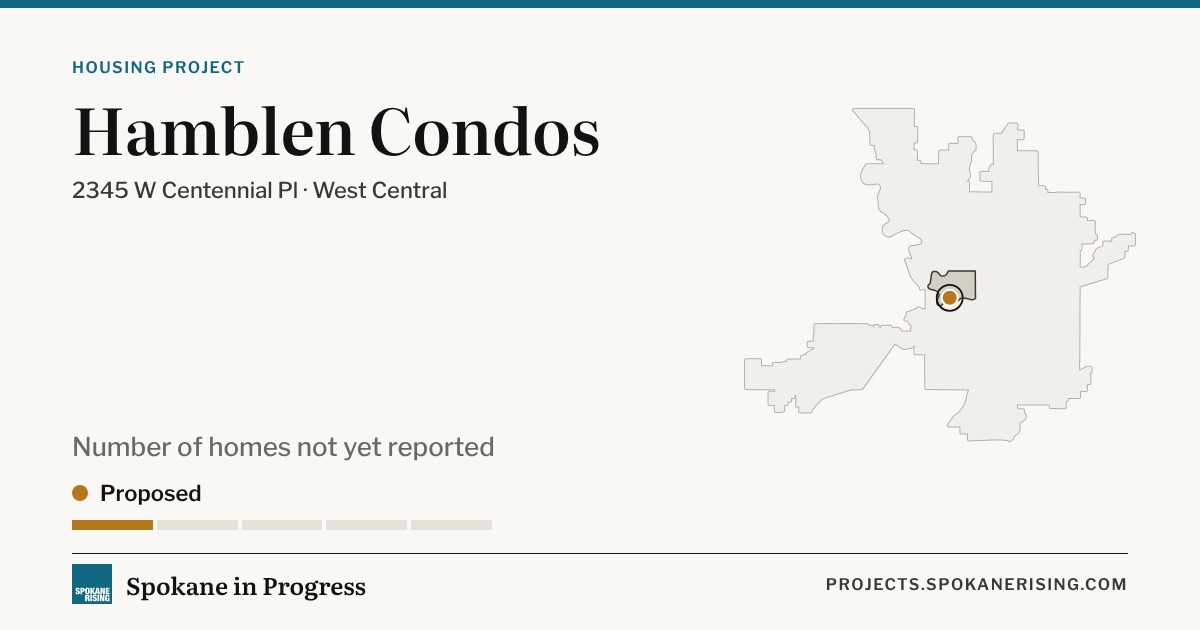 HOUSING PROJECT
Hamblen Condos
2345 W Centennial Pl · West Central
Number of homes not yet reported
Proposed
SPOKANE
RISING
Spokane in Progress
PROJECTS.SPOKANERISING.COM